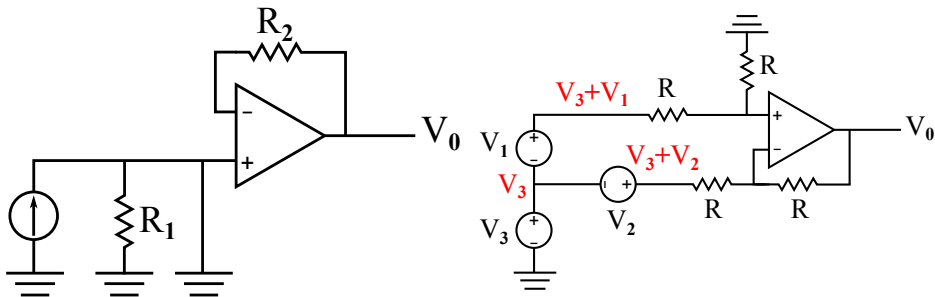 R₂
−
+
V₀
R₁
R
R
V₃+V₁
+
−
V₀
V₁
+
−
V₃+V₂
V₃
−
+
R
R
V₂
V₃
+
−